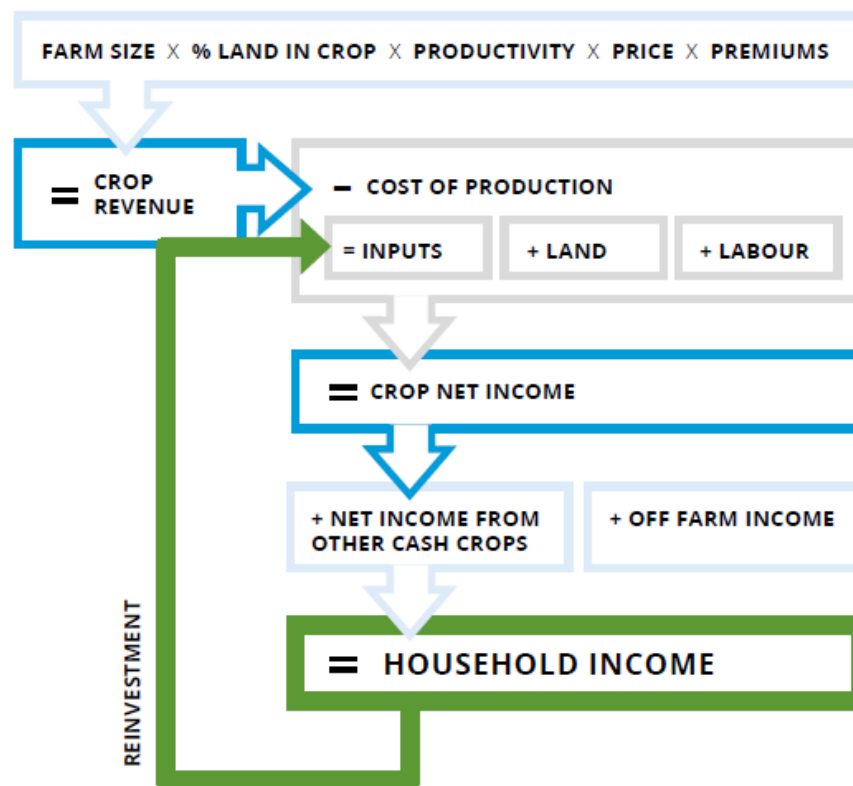 FARM SIZE X % LAND IN CROP X PRODUCTIVITY X PRICE X PREMIUMS
= CROP
REVENUE
– COST OF PRODUCTION
= INPUTS
+ LAND
+ LABOUR
= CROP NET INCOME
+ NET INCOME FROM
OTHER CASH CROPS
+ OFF FARM INCOME
= HOUSEHOLD INCOME
REINVESTMENT